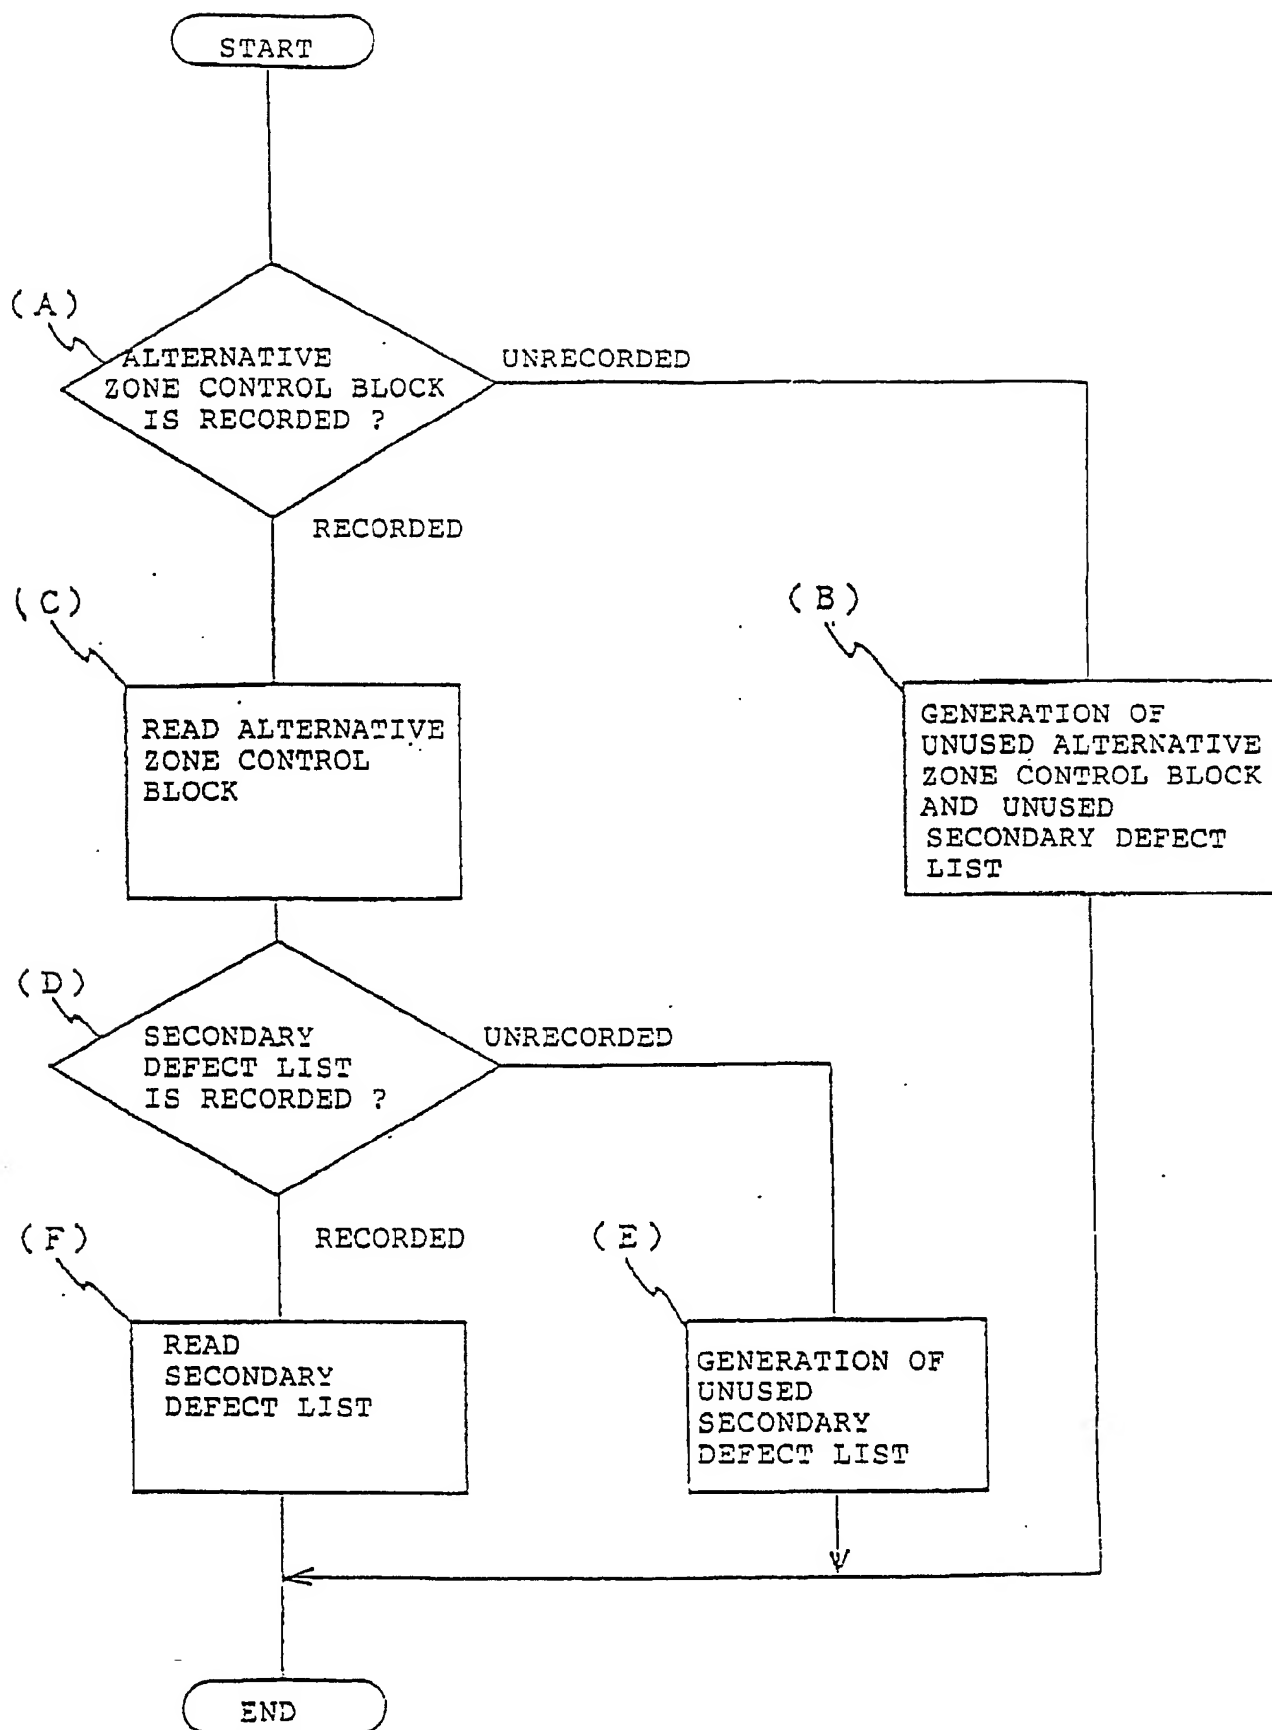 START
(A)
ALTERNATIVE
ZONE CONTROL BLOCK
IS RECORDED ?
UNRECORDED
RECORDED
(C)
READ ALTERNATIVE
ZONE CONTROL
BLOCK
(B)
GENERATION OF
UNUSED ALTERNATIVE
ZONE CONTROL BLOCK
AND UNUSED
SECONDARY DEFECT
LIST
(D)
SECONDARY
DEFECT LIST
IS RECORDED ?
UNRECORDED
RECORDED
(F)
READ
SECONDARY
DEFECT LIST
(E)
GENERATION OF
UNUSED
SECONDARY
DEFECT LIST
END